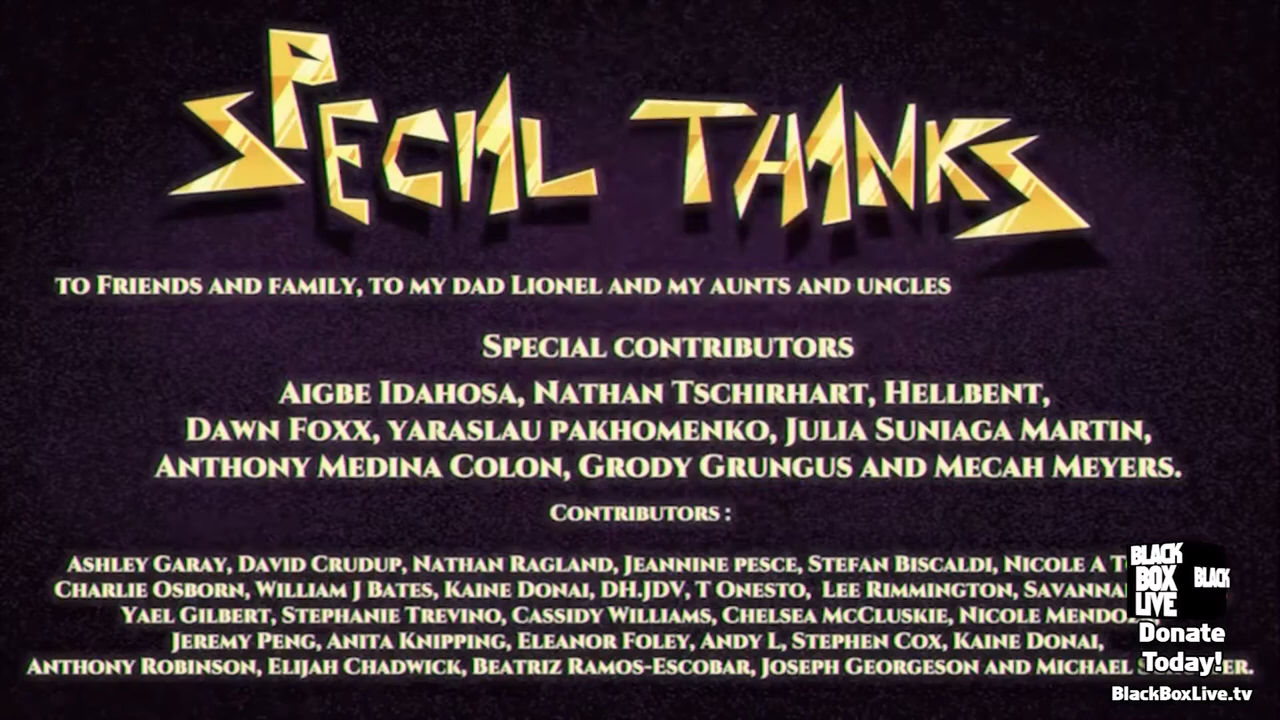 SPECIAL THANKS
TO FRIENDS AND FAMILY, TO MY DAD LIONEL AND MY AUNTS AND UNCLES
SPECIAL CONTRIBUTORS
AIGBE IDAHOSA, NATHAN TSCHIRHART, HELLBENT,
DAWN FOXX, YARASLAU PAKHOMENKO, JULIA SUNIAGA MARTIN,
ANTHONY MEDINA COLON, GRODY GRUNGUS AND MECAH MEYERS.
CONTRIBUTORS :
ASHLEY GARAY, DAVID CRUDUP, NATHAN RAGLAND, JEANNINE PESCE, STEFAN BISCALDI, NICOLE A
CHARLIE OSBORN, WILLIAM J BATES, KAINE DONAI, DH.JDV, T ONESTO, LEE RIMMINGTON,
YAEL GILBERT, STEPHANIE TREVINO, CASSIDY WILLIAMS, CHELSEA MCCLUSKIE, NICOLE
JEREMY PENG, ANITA KNIPPING, ELEANOR FOLEY, ANDY L, STEPHEN COX, KAINE DONAI,
ANTHONY ROBINSON, ELIJAH CHADWICK, BEATRIZ RAMOS-ESCOBAR, JOSEPH GEORGESON AND MICHAEL
BLACK
BOX
LIVE
BLACK
Donate
Today!
BlackBoxLive.tv